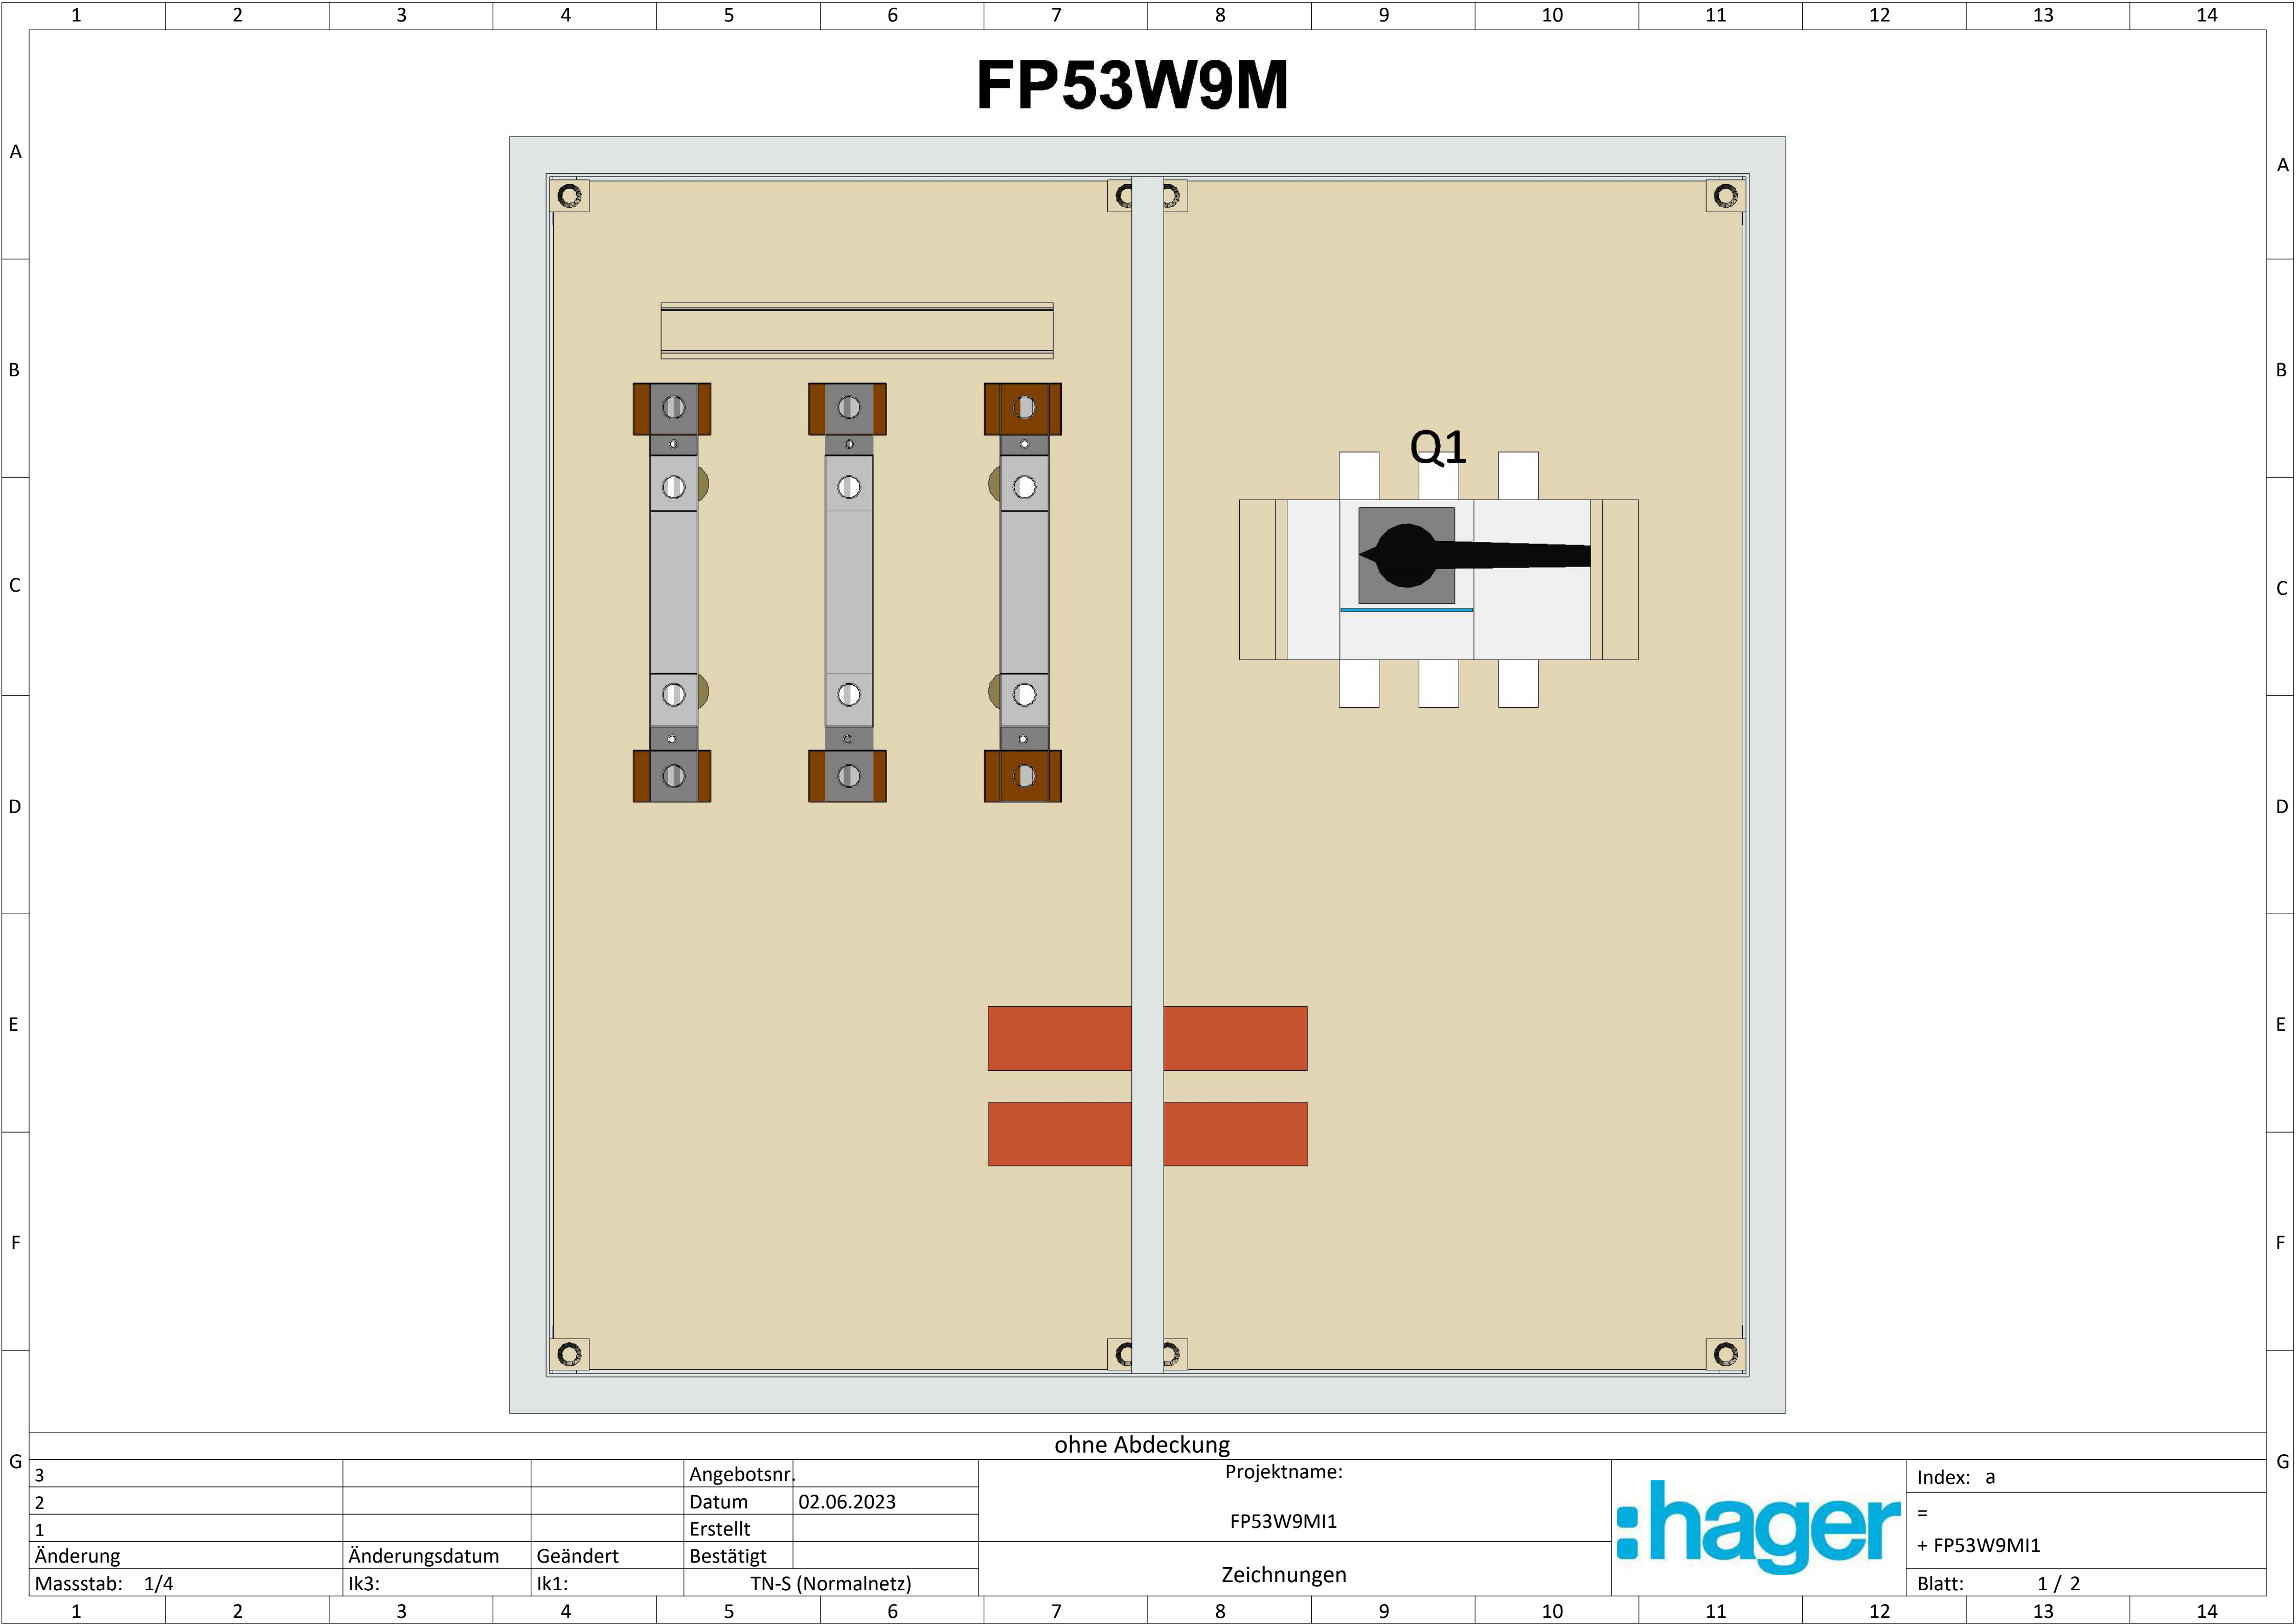 1 2 3 4 5 6 7 8 9 10 11 12 13 14
FP53W9M
A A
B B
Q1
C C
D D
E E
F F
G G
ohne Abdeckung
3 Angebotsnr.
2 Datum 02.06.2023
1 Erstellt
Änderung Änderungsdatum Geändert Bestätigt
Massstab: 1/4 Ik3: Ik1: TN-S (Normalnetz)
Projektname:
FP53W9MI1
Zeichnungen
:hager
Index: a
=
+ FP53W9MI1
Blatt: 1 / 2
1 2 3 4 5 6 7 8 9 10 11 12 13 14